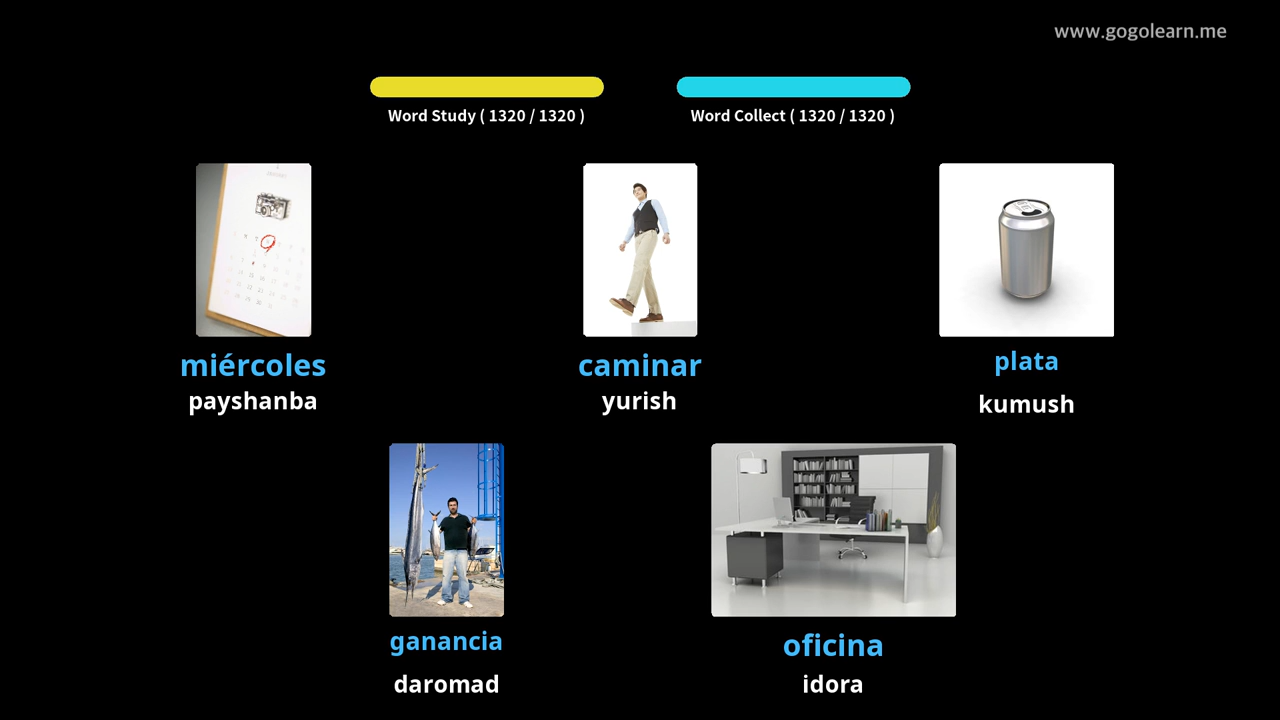 www.gogolearn.me
Word Study ( 1320 / 1320 )
Word Collect ( 1320 / 1320 )
miércoles
payshanba
caminar
yurish
plata
kumush
ganancia
daromad
oficina
idora